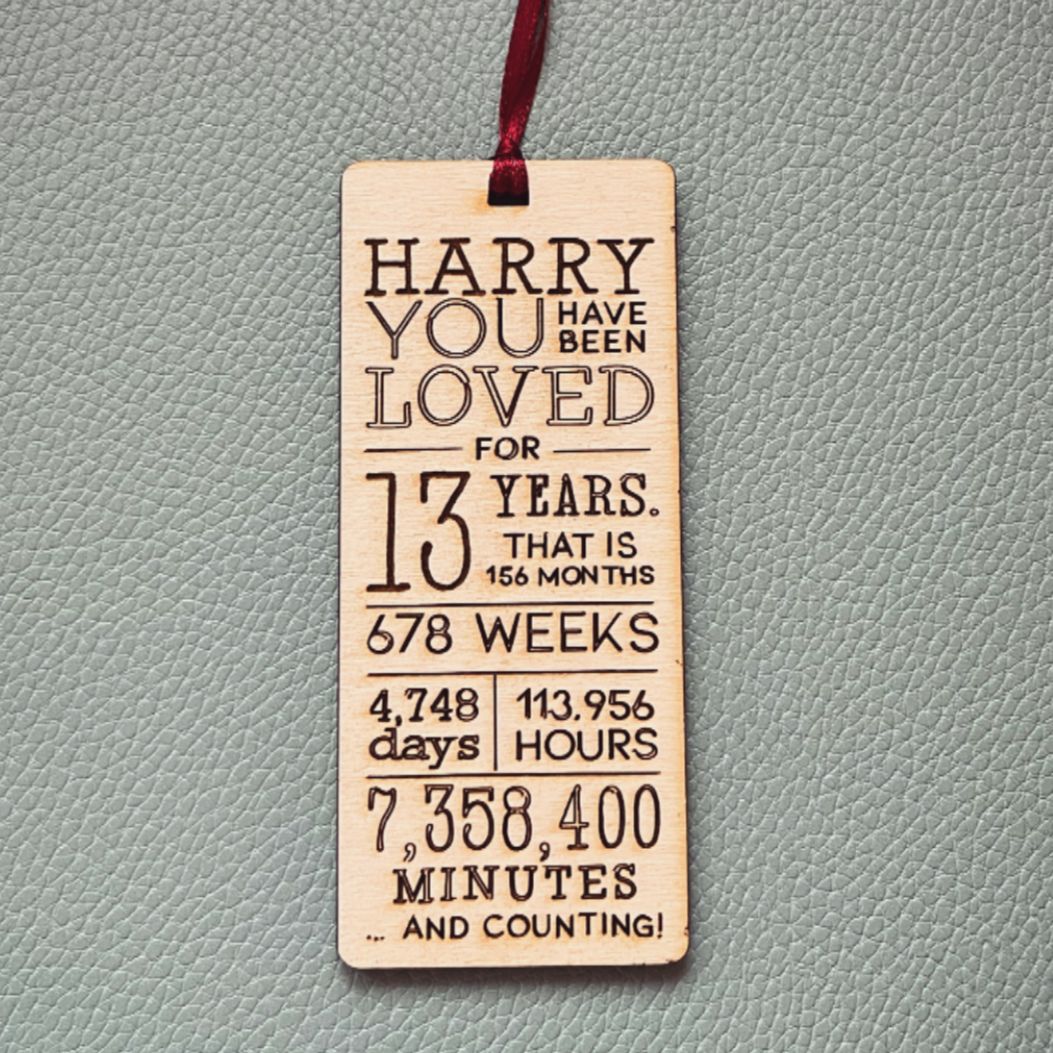 HARRY
YOU HAVE BEEN
LOVED
FOR
13 YEARS.
THAT IS
156 MONTHS
678 WEEKS
4,748 days
113,956 HOURS
7,358,400
MINUTES
... AND COUNTING!